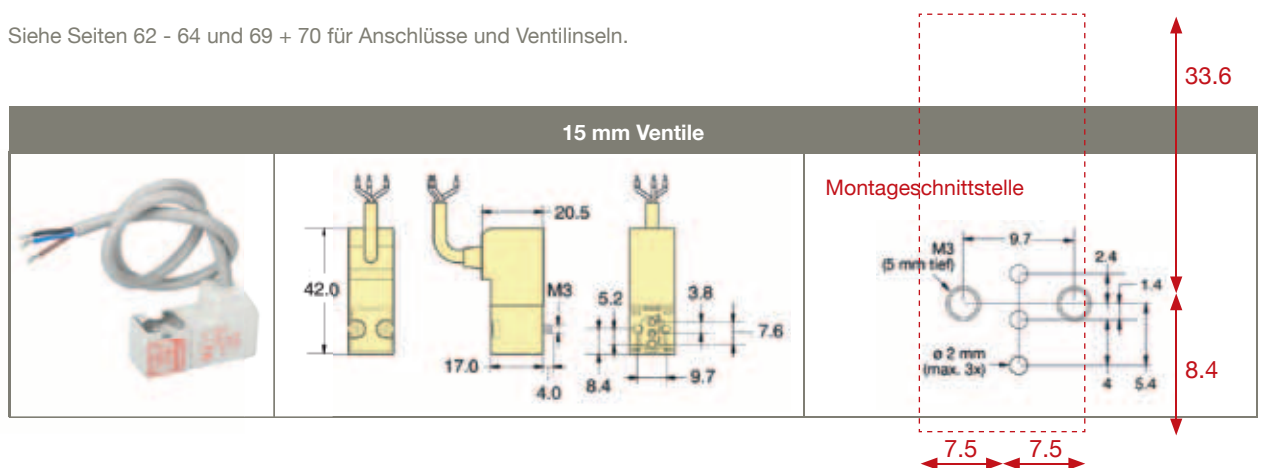 Siehe Seiten 62 - 64 und 69 + 70 für Anschlüsse und Ventilinseln.
33.6
15 mm Ventile
20.5
42.0
M3
17.0
4.0
5.2
3.8
7.6
8.4
9.7
Montageschnittstelle
M3
(5 mm tief)
9.7
2.4
1.4
ø 2 mm
(max. 3x)
4
5.4
8.4
7.5
7.5